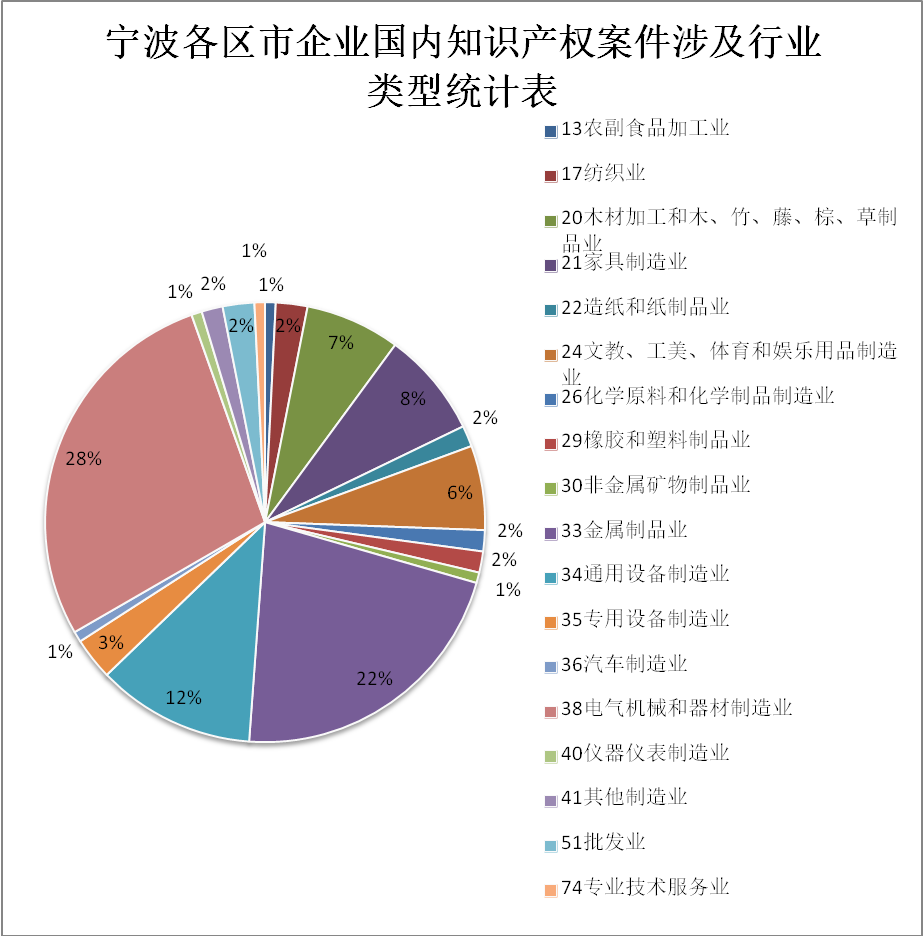 宁波各区市企业国内知识产权案件涉及行业
类型统计表
13农副食品加工业
17纺织业
20木材加工和木、竹、藤、棕、草制
品业
21家具制造业
22造纸和纸制品业
24文教、工美、体育和娱乐用品制造
业
26化学原料和化学制品制造业
29橡胶和塑料制品业
30非金属矿物制品业
33金属制品业
34通用设备制造业
35专用设备制造业
36汽车制造业
38电气机械和器材制造业
40仪器仪表制造业
41其他制造业
51批发业
74专业技术服务业
1%
2%
7%
8%
2%
6%
2%
2%
1%
22%
12%
3%
1%
28%
1%
2%
2%
1%